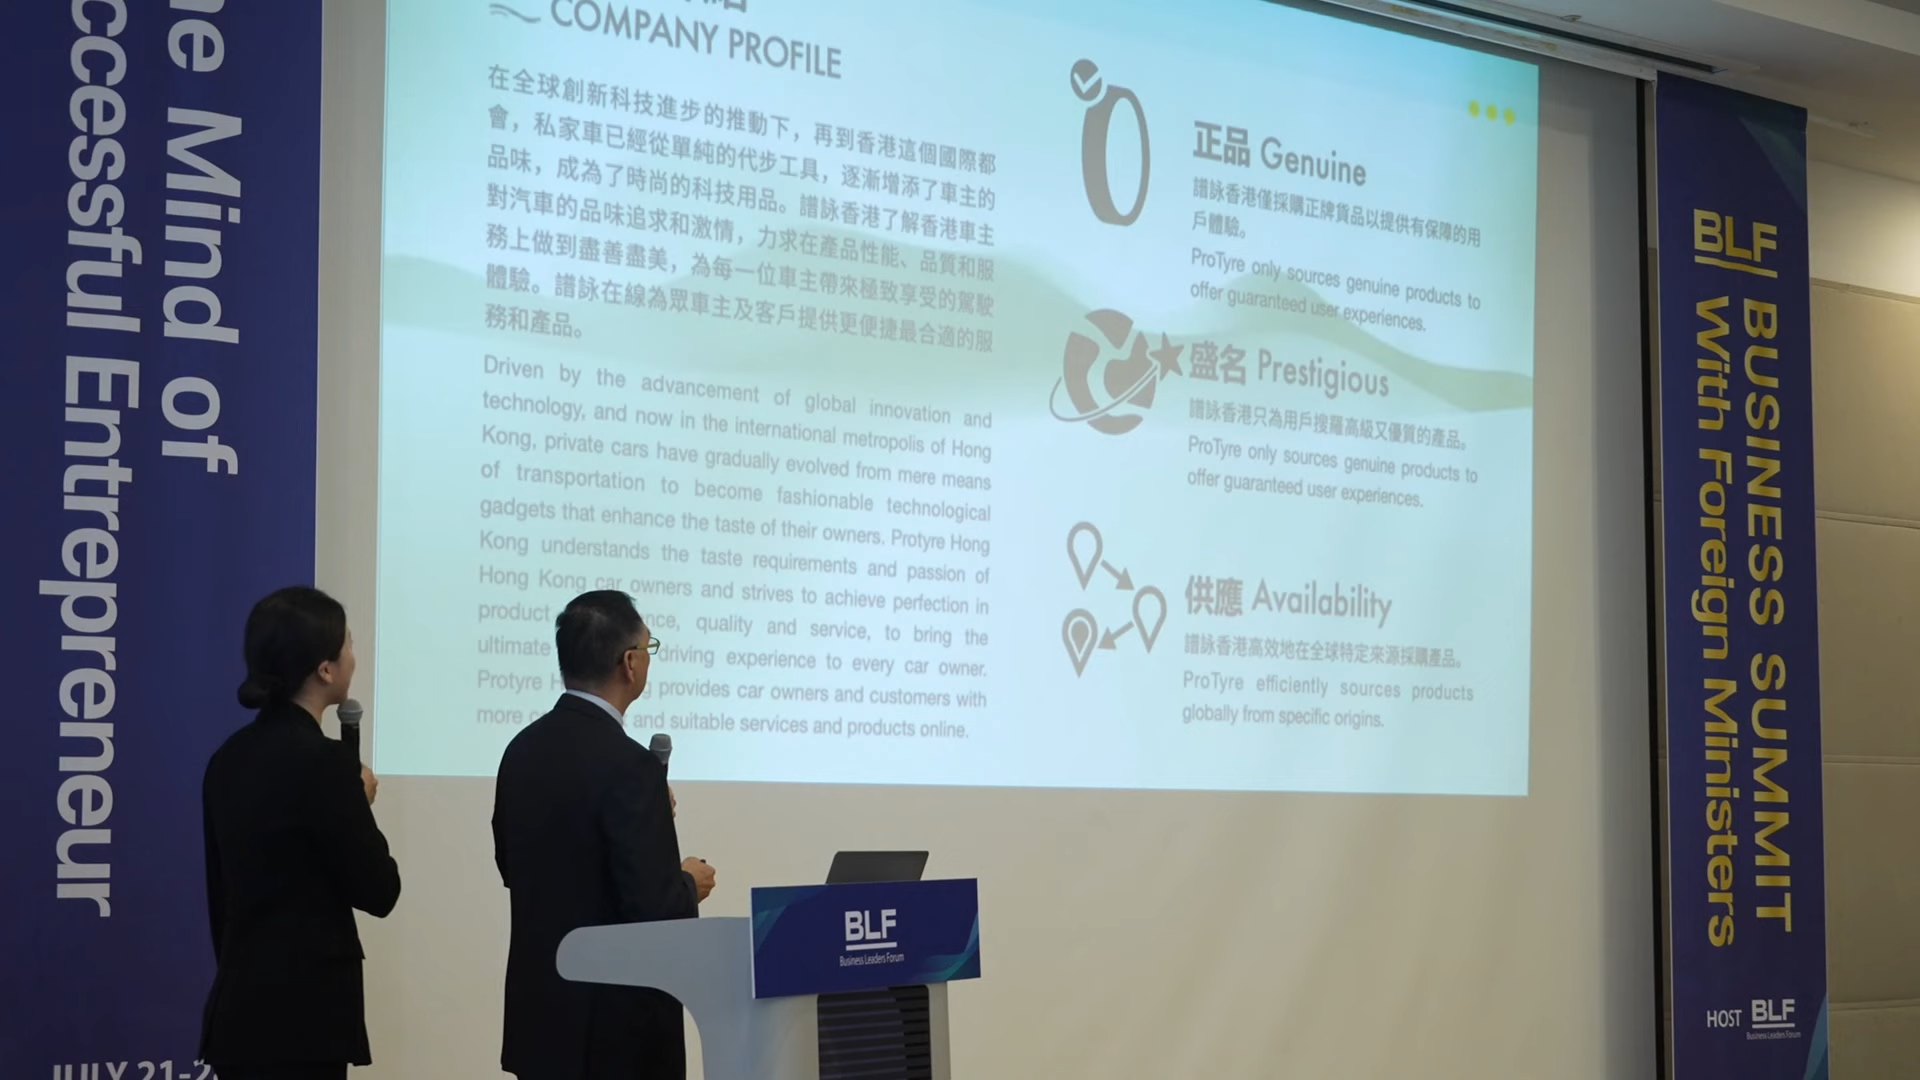 he Mind of
ccessful Entrepreneur
JULY 21-2
COMPANY PROFILE
在全球創新科技進步的推動下，再到香港這個國際都
會，私家車已經從單純的代步工具，逐漸增添了車主的
品味，成為了時尚的科技用品。譜詠香港了解香港車主
對汽車的品味追求和激情，力求在產品性能、品質和服
務上做到盡善盡美，為每一位車主帶來極致享受的駕駛
體驗。譜詠在線為眾車主及客戶提供更便捷最合適的服
務和產品。
Driven by the advancement of global innovation and
technology, and now in the international metropolis of Hong
Kong, private cars have gradually evolved from mere means
of transportation to become fashionable technological
gadgets that enhance the taste of their owners. Protyre Hong
Kong understands the taste requirements and passion of
Hong Kong car owners and strives to achieve perfection in
product nce, quality and service, to bring the
ultimate driving experience to every car owner.
Protyre H g provides car owners and customers with
more and suitable services and products online.
正品 Genuine
譜詠香港僅採購正牌貨品以提供有保障的用
戶體驗。
ProTyre only sources genuine products to
offer guaranteed user experiences.
盛名 Prestigious
譜詠香港只為用戶搜羅高級又優質的產品。
ProTyre only sources genuine products to
offer guaranteed user experiences.
供應 Availability
譜詠香港高效地在全球特定來源採購產品。
ProTyre efficiently sources products
globally from specific origins.
BLF
Business Leaders Forum
BLF BUSINESS SUMMIT
With Foreign Ministers
HOST BLF
Business Leaders Forum